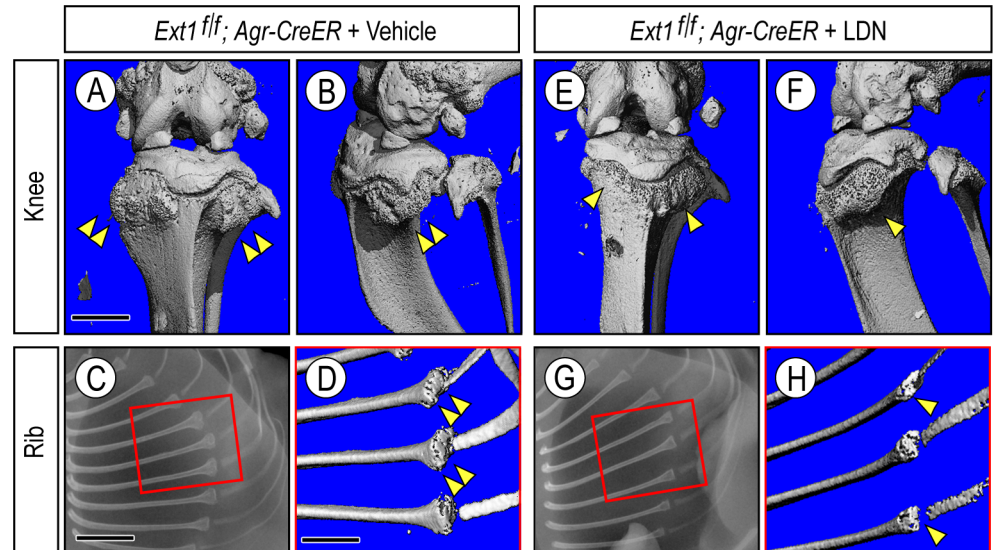 Ext1 f/f; Agr-CreER + Vehicle
Ext1 f/f; Agr-CreER + LDN
Knee
A
B
E
F
Rib
C
D
G
H